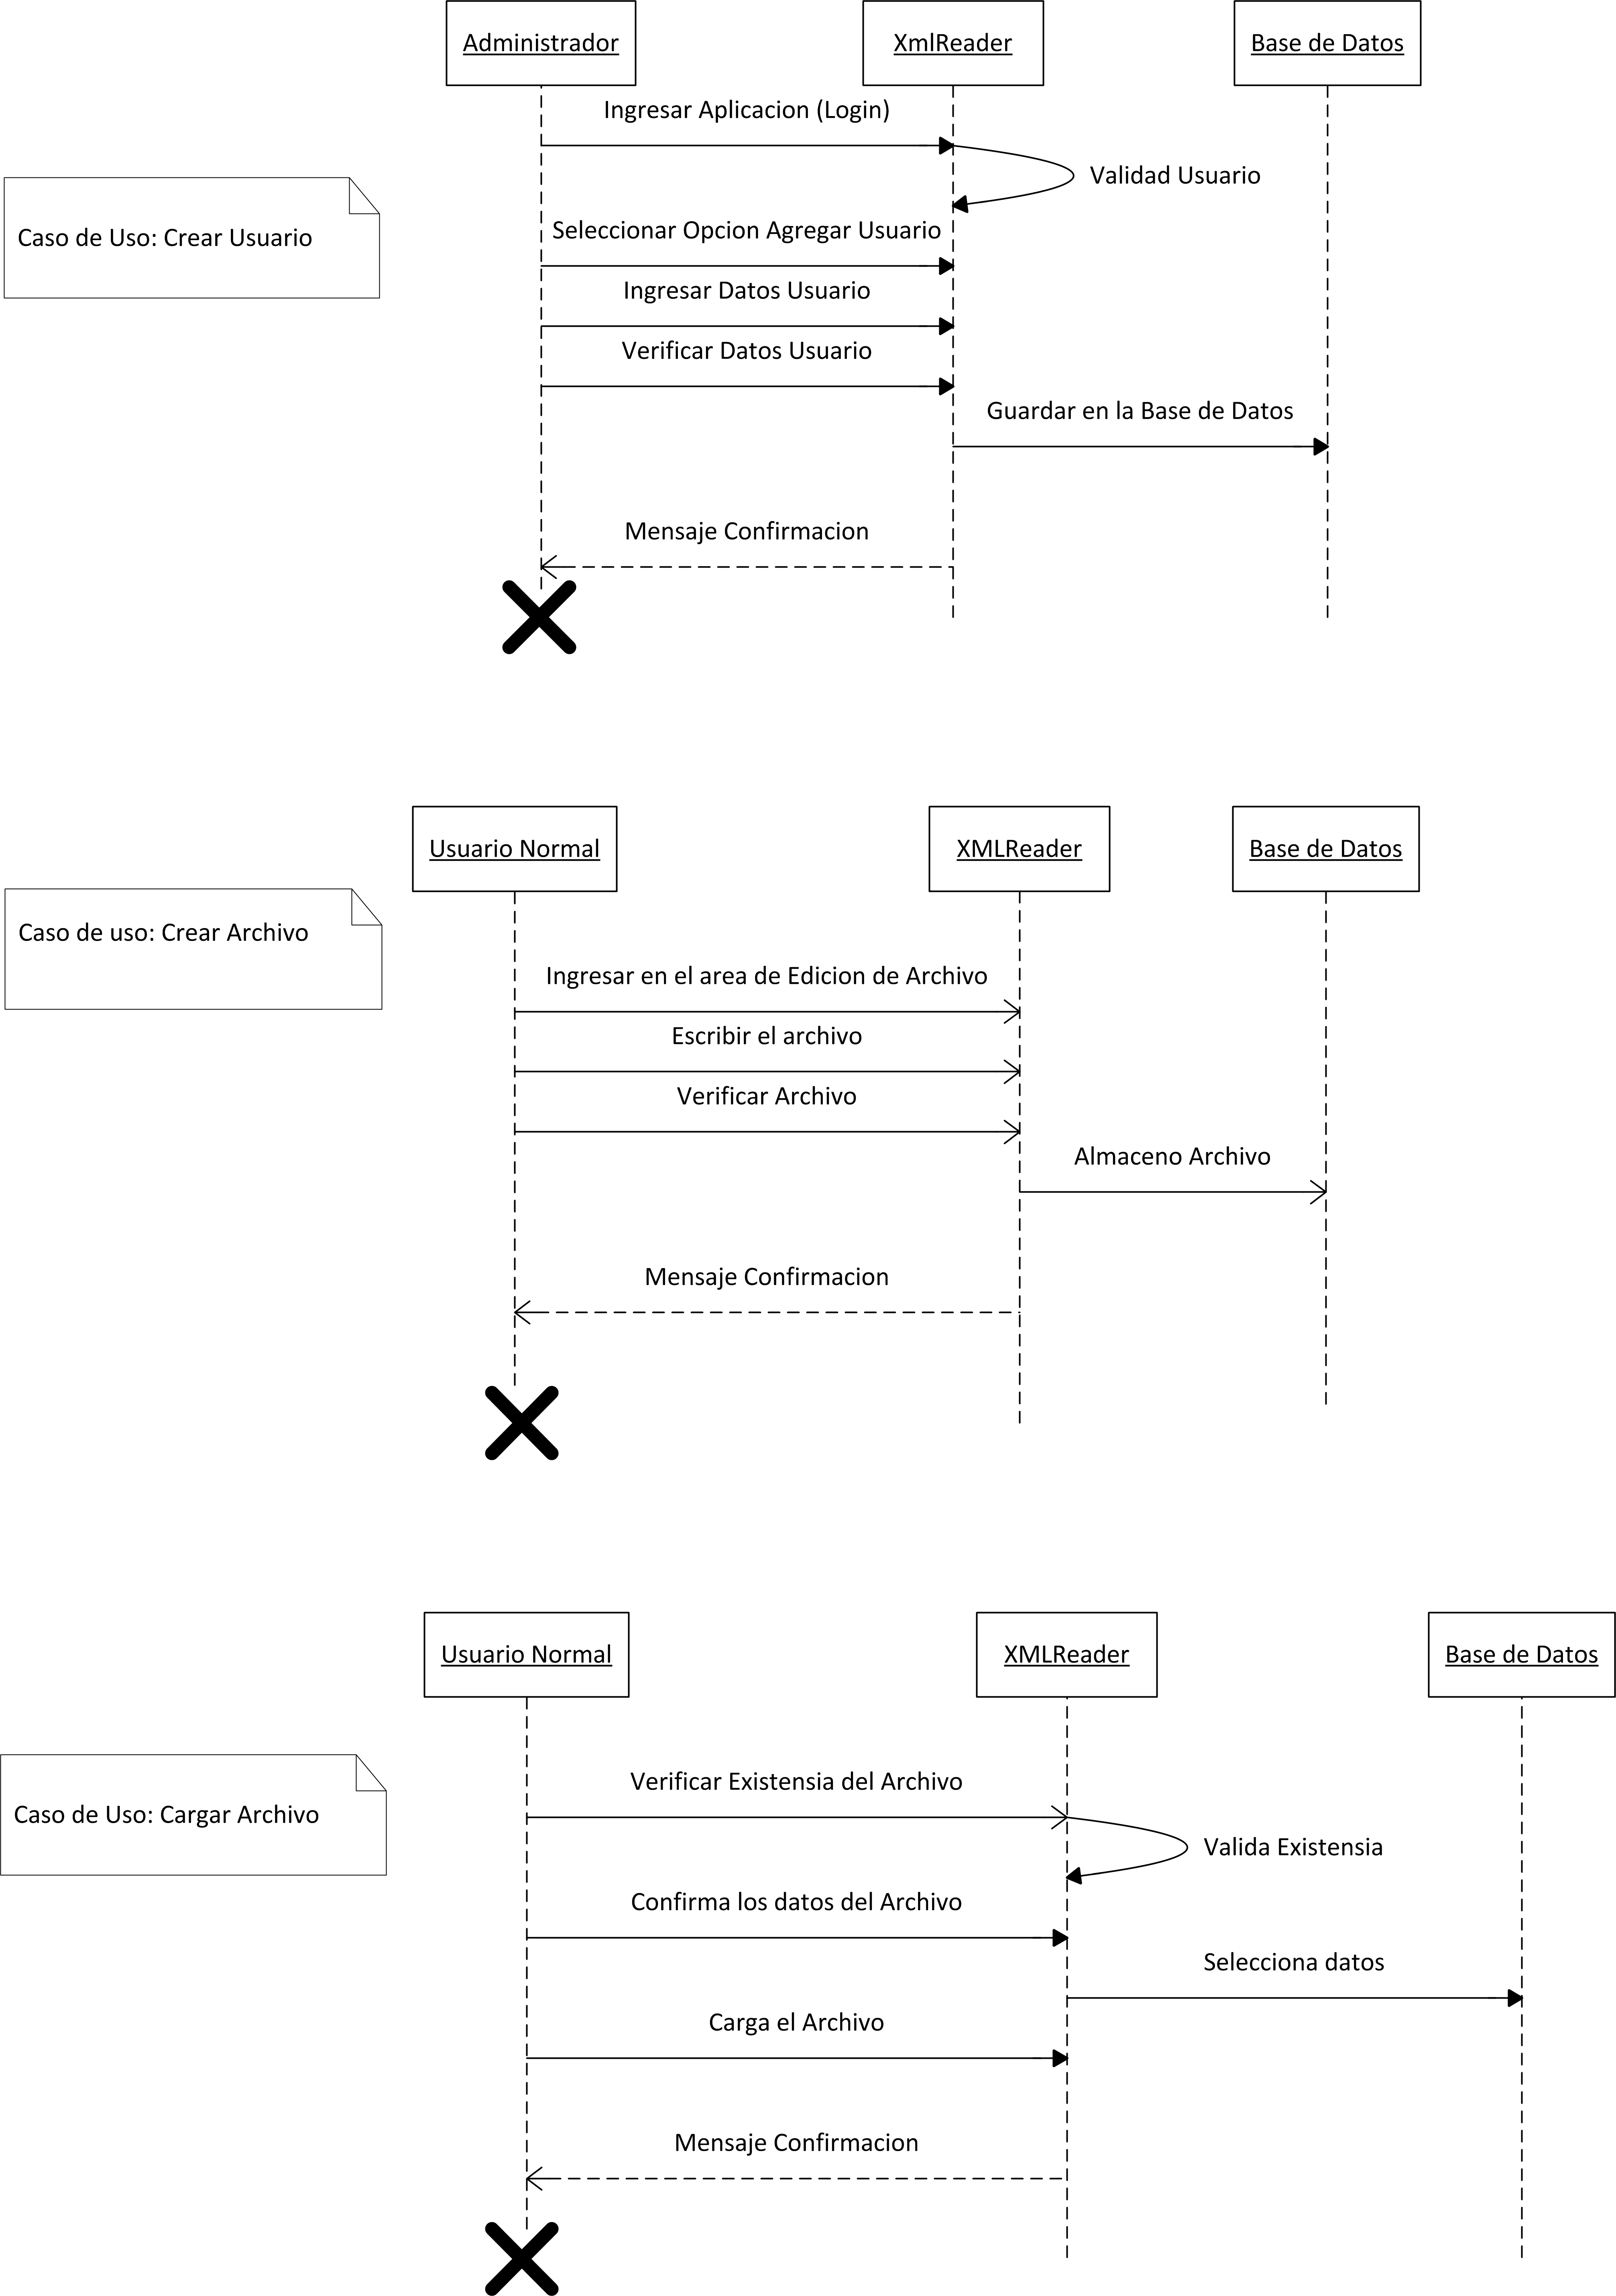 Administrador
XmlReader
Base de Datos
Ingresar Aplicacion (Login)
Validad Usuario
Caso de Uso: Crear Usuario
Seleccionar Opcion Agregar Usuario
Ingresar Datos Usuario
Verificar Datos Usuario
Guardar en la Base de Datos
Mensaje Confirmacion
Usuario Normal
XMLReader
Base de Datos
Caso de uso: Crear Archivo
Ingresar en el area de Edicion de Archivo
Escribir el archivo
Verificar Archivo
Almaceno Archivo
Mensaje Confirmacion
Usuario Normal
XMLReader
Base de Datos
Verificar Existensia del Archivo
Caso de Uso: Cargar Archivo
Valida Existensia
Confirma los datos del Archivo
Selecciona datos
Carga el Archivo
Mensaje Confirmacion